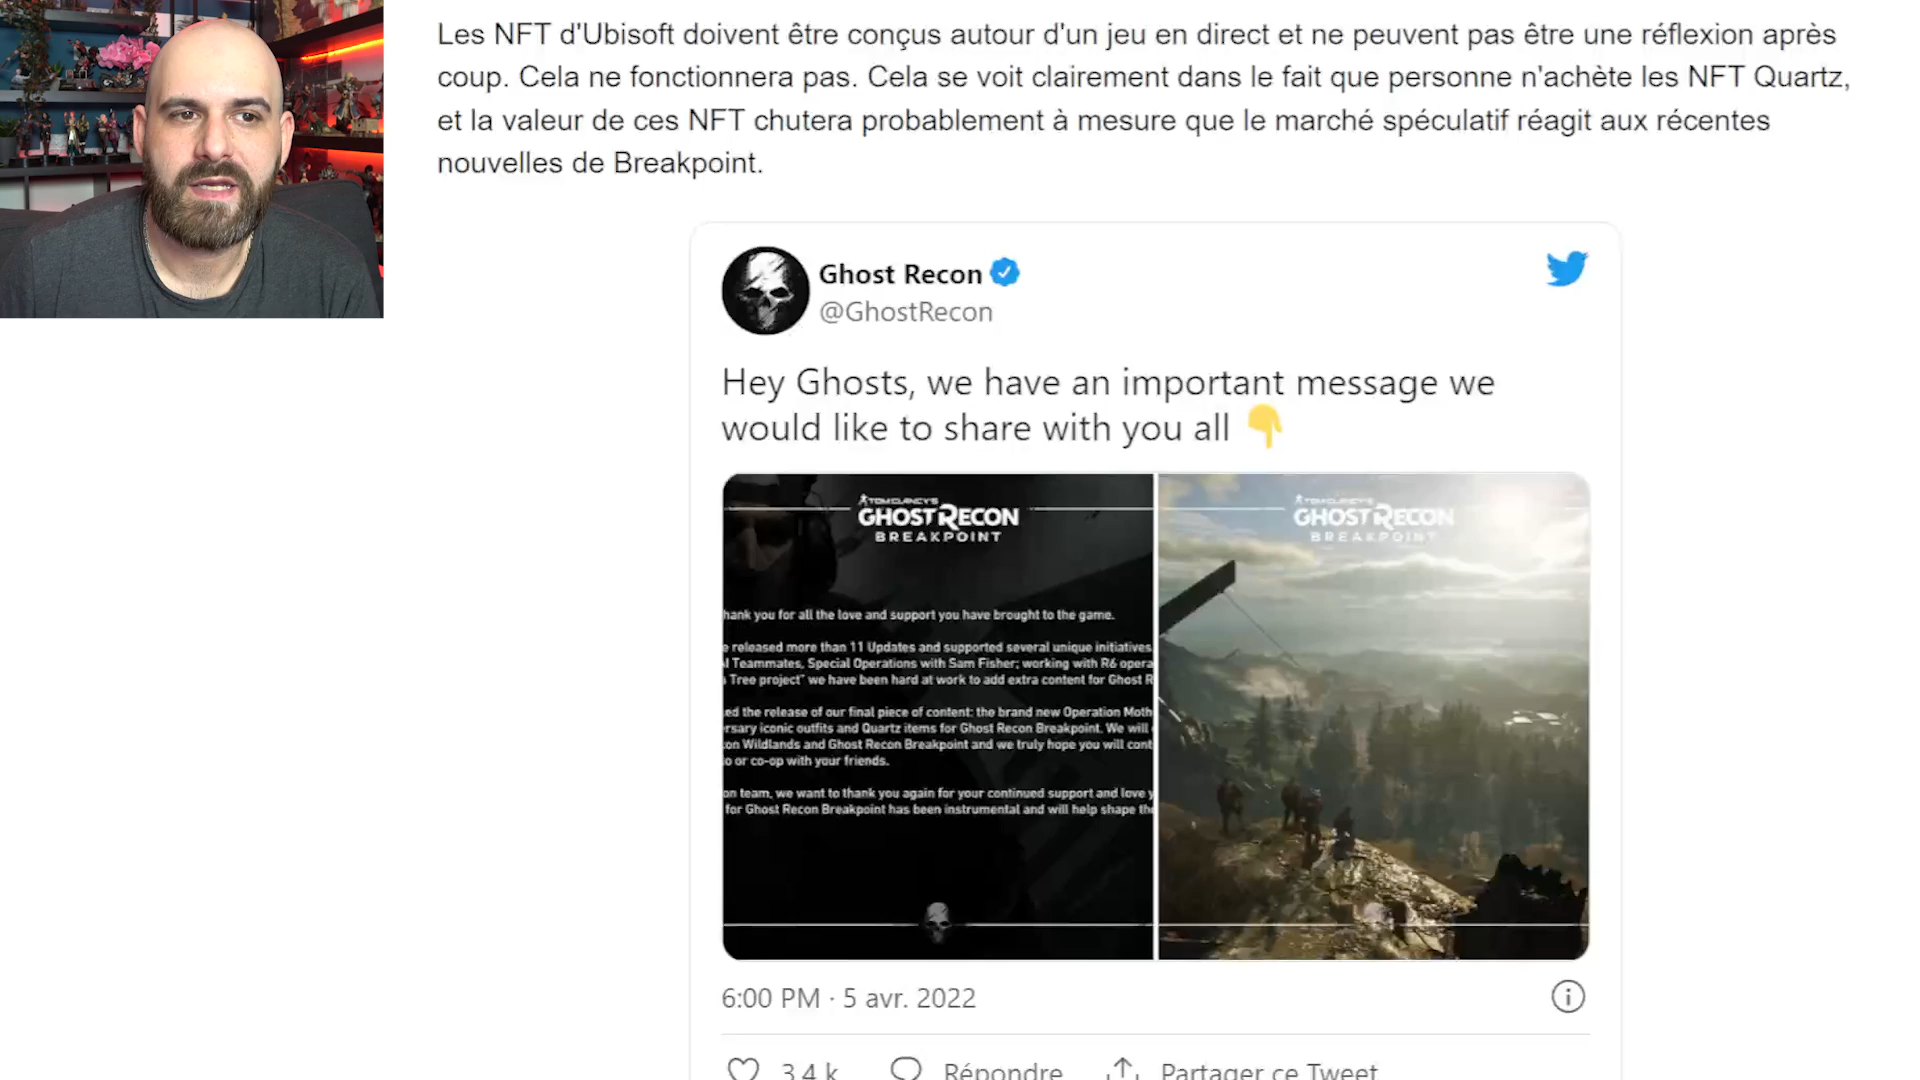 Les NFT d'Ubisoft doivent être conçus autour d'un jeu en direct et ne peuvent pas être une réflexion après
coup. Cela ne fonctionnera pas. Cela se voit clairement dans le fait que personne n'achète les NFT Quartz,
et la valeur de ces NFT chutera probablement à mesure que le marché spéculatif réagit aux récentes
nouvelles de Breakpoint.
Ghost Recon
@GhostRecon
Hey Ghosts, we have an important message we
would like to share with you all
TOM CLANCY'S
GHOST RECON
BREAKPOINT
hank you for all the love and support you have brought to the game.
e released more than 11 Updates and supported several unique initiatives
I Teammates, Special Operations with Sam Fisher; working with R6 opera
Tree project" we have been hard at work to add extra content for Ghost R
ed the release of our final piece of content: the brand new Operation Moth
rsary iconic outfits and Quartz items for Ghost Recon Breakpoint. We will
on Wildlands and Ghost Recon Breakpoint and we truly hope you will cont
o or co-op with your friends.
on team, we want to thank you again for your continued support and love y
for Ghost Recon Breakpoint has been instrumental and will help shape the
TOM CLANCY'S
GHOST RECON
BREAKPOINT
6:00 PM · 5 avr. 2022
3,4 k Répondre Partager ce Tweet